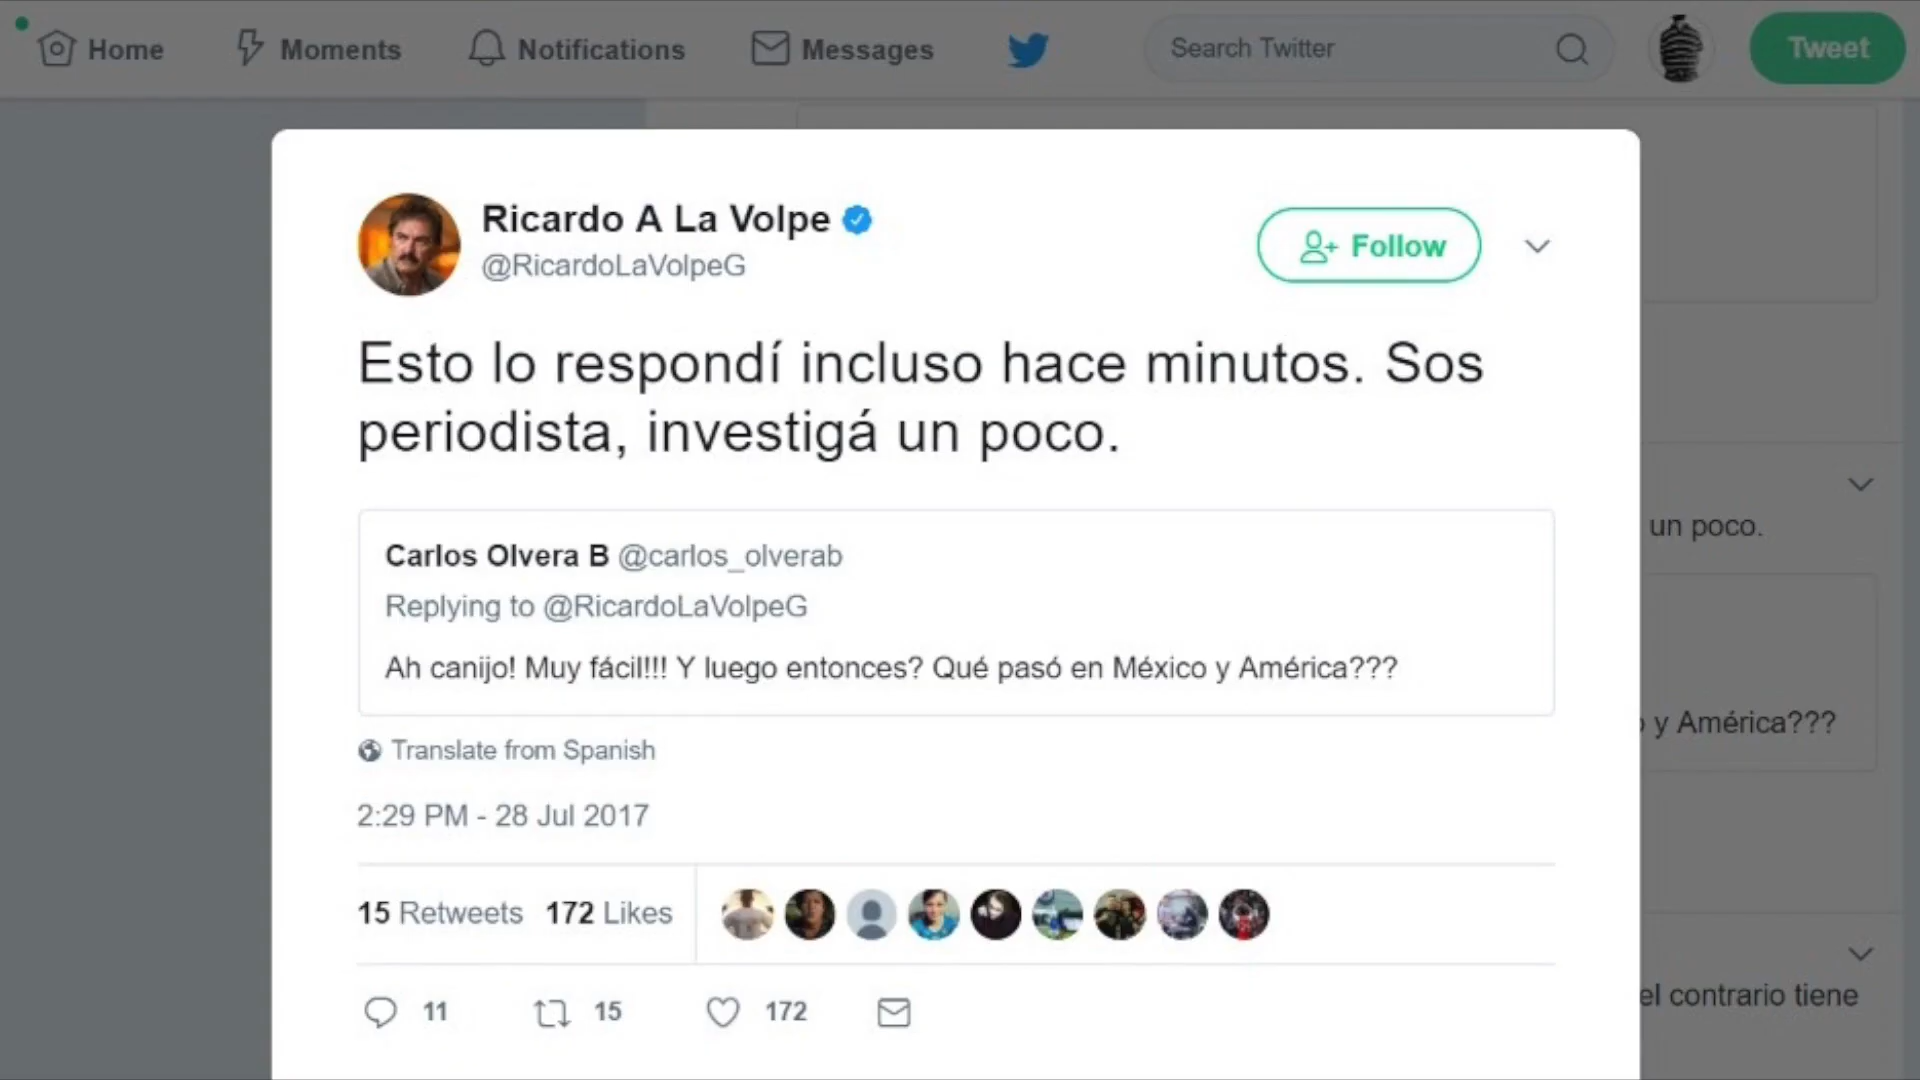 Home
Moments
Notifications
Messages
Search Twitter
Tweet
Ricardo A La Volpe
@RicardoLaVolpeG
Follow
Esto lo respondí incluso hace minutos. Sos
periodista, investigá un poco.
Carlos Olvera B @carlos_olverab
Replying to @RicardoLaVolpeG
Ah canijo! Muy fácil!!! Y luego entonces? Qué pasó en México y América???
Translate from Spanish
2:29 PM - 28 Jul 2017
15 Retweets 172 Likes
11 15 172
un poco.
y América???
el contrario tiene